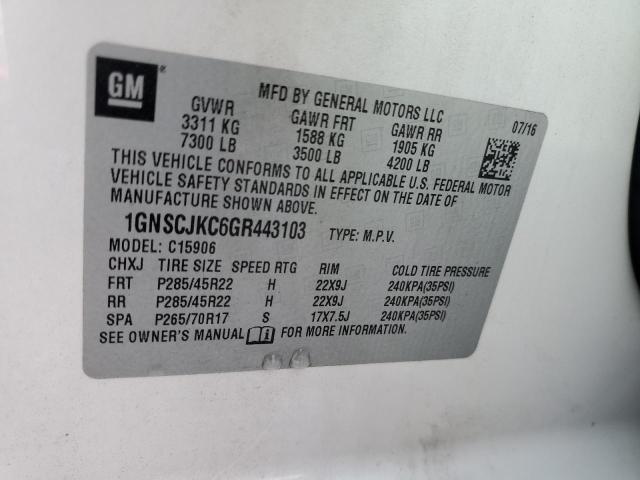 GM
MFD BY GENERAL MOTORS LLC
GVWR GAWR FRT GAWR RR 07/16
3311 KG 1588 KG 1905 KG
7300 LB 3500 LB 4200 LB
THIS VEHICLE CONFORMS TO ALL APPLICABLE U.S. FEDERAL MOTOR
VEHICLE SAFETY STANDARDS IN EFFECT ON THE DATE OF
MANUFACTURE SHOWN ABOVE.
1GNSCJKC6GR443103 TYPE: M.P.V.
MODEL: C15906
CHXJ TIRE SIZE SPEED RTG RIM COLD TIRE PRESSURE
FRT P285/45R22 H 22X9J 240KPA(35PSI)
RR P285/45R22 H 22X9J 240KPA(35PSI)
SPA P265/70R17 S 17X7.5J 240KPA(35PSI)
SEE OWNER'S MANUAL FOR MORE INFORMATION.